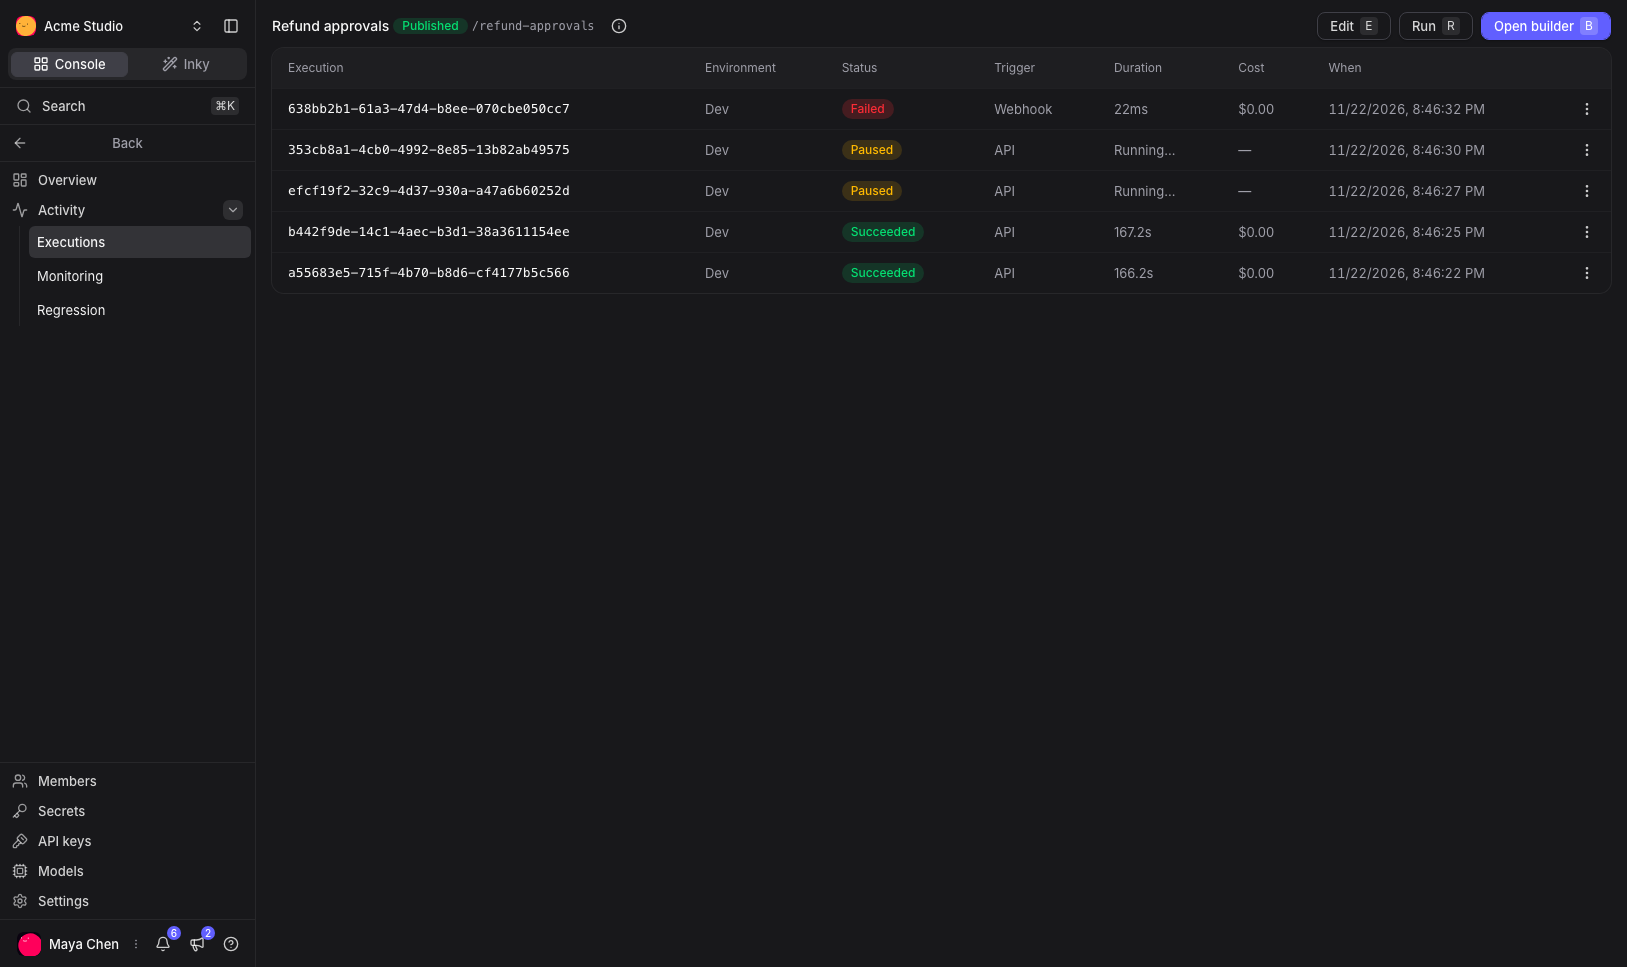 Acme Studio
Console
Inky
Search
⌘K
Back
Overview
Activity
Executions
Monitoring
Regression
Members
Secrets
API keys
Models
Settings
Maya Chen
6
2
Refund approvals Published /refund-approvals
Edit E
Run R
Open builder B
Execution Environment Status Trigger Duration Cost When
638bb2b1-61a3-47d4-b8ee-070cbe050cc7 Dev Failed Webhook 22ms $0.00 11/22/2026, 8:46:32 PM
353cb8a1-4cb0-4992-8e85-13b82ab49575 Dev Paused API Running... — 11/22/2026, 8:46:30 PM
efcf19f2-32c9-4d37-930a-a47a6b60252d Dev Paused API Running... — 11/22/2026, 8:46:27 PM
b442f9de-14c1-4aec-b3d1-38a3611154ee Dev Succeeded API 167.2s $0.00 11/22/2026, 8:46:25 PM
a55683e5-715f-4b70-b8d6-cf4177b5c566 Dev Succeeded API 166.2s $0.00 11/22/2026, 8:46:22 PM